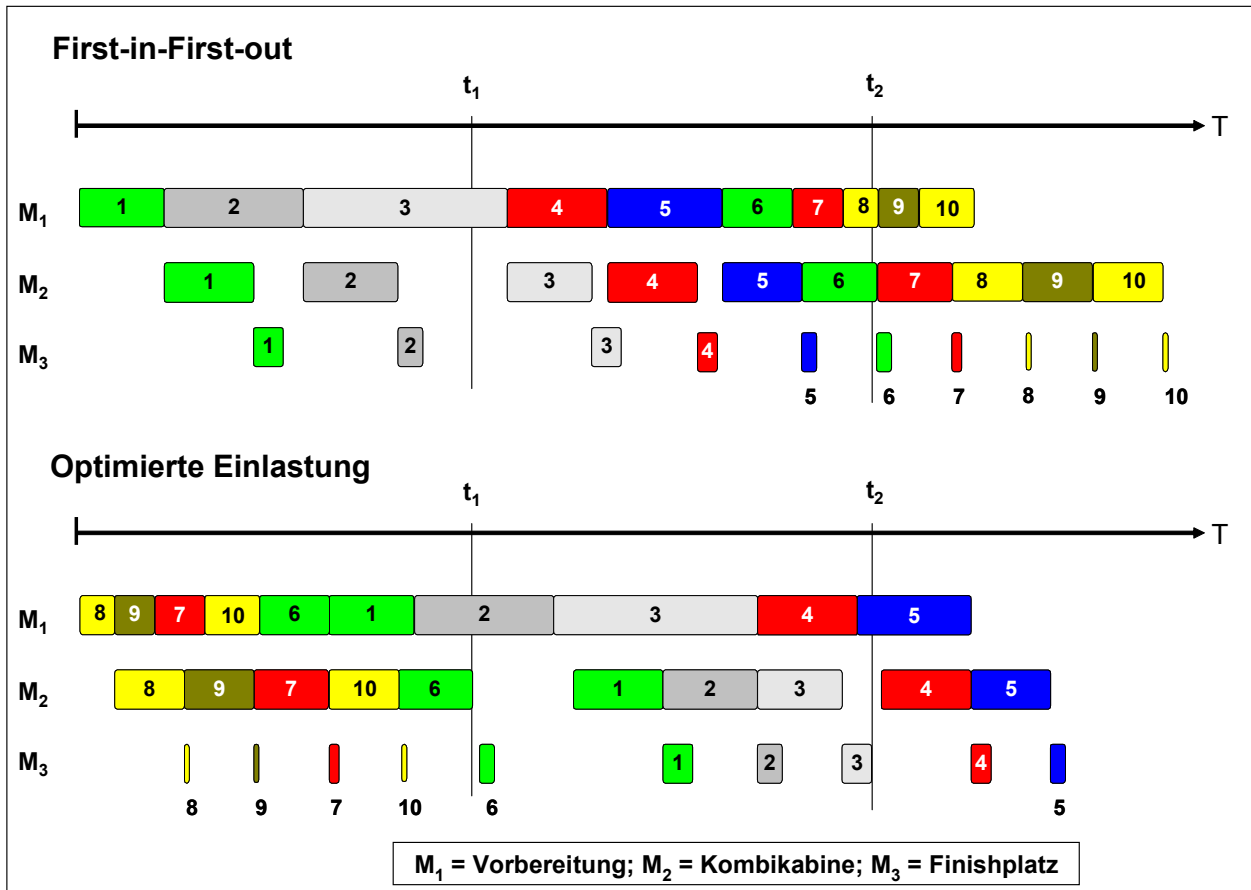 First-in-First-out
t1 t2
T
M1 1 2 3 4 5 6 7 8 9 10
M2 1 2 3 4 5 6 7 8 9 10
M3 1 2 3 4
5 6 7 8 9 10
Optimierte Einlastung
t1 t2
T
M1 8 9 7 10 6 1 2 3 4 5
M2 8 9 7 10 6 1 2 3 4 5
M3 1 2 3 4
8 9 7 10 6 5
M1 = Vorbereitung; M2 = Kombikabine; M3 = Finishplatz